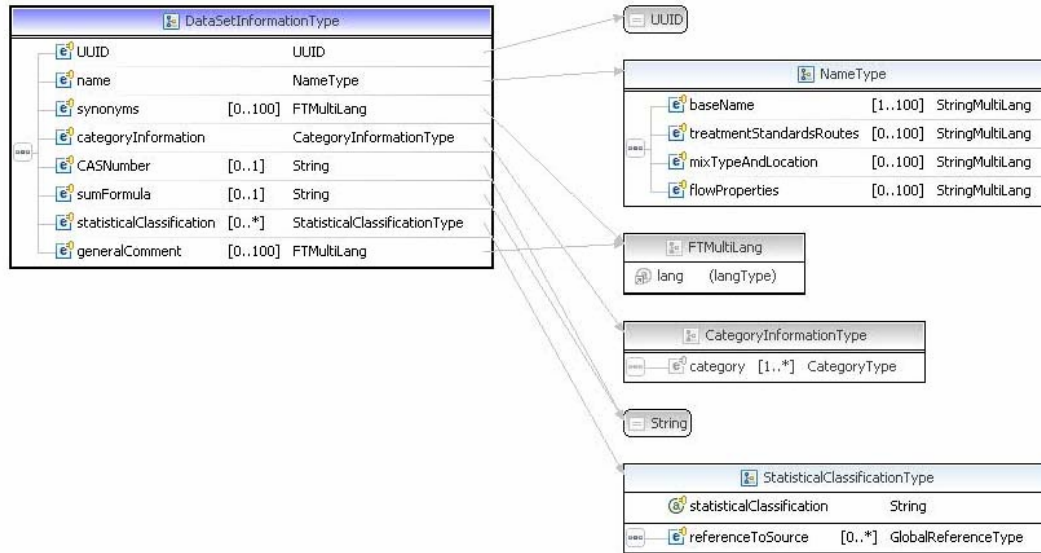 DataSetInformationType
UUID UUID
name NameType
synonyms [0..100] FTMultiLang
categoryInformation CategoryInformationType
CASNumber [0..1] String
sumFormula [0..1] String
statisticalClassification [0..*] StatisticalClassificationType
generalComment [0..100] FTMultiLang
UUID
NameType
baseName [1..100] StringMultiLang
treatmentStandardsRoutes [0..100] StringMultiLang
mixTypeAndLocation [0..100] StringMultiLang
flowProperties [0..100] StringMultiLang
FTMultiLang
lang (langType)
CategoryInformationType
category [1..*] CategoryType
String
StatisticalClassificationType
statisticalClassification String
referenceToSource [0..*] GlobalReferenceType